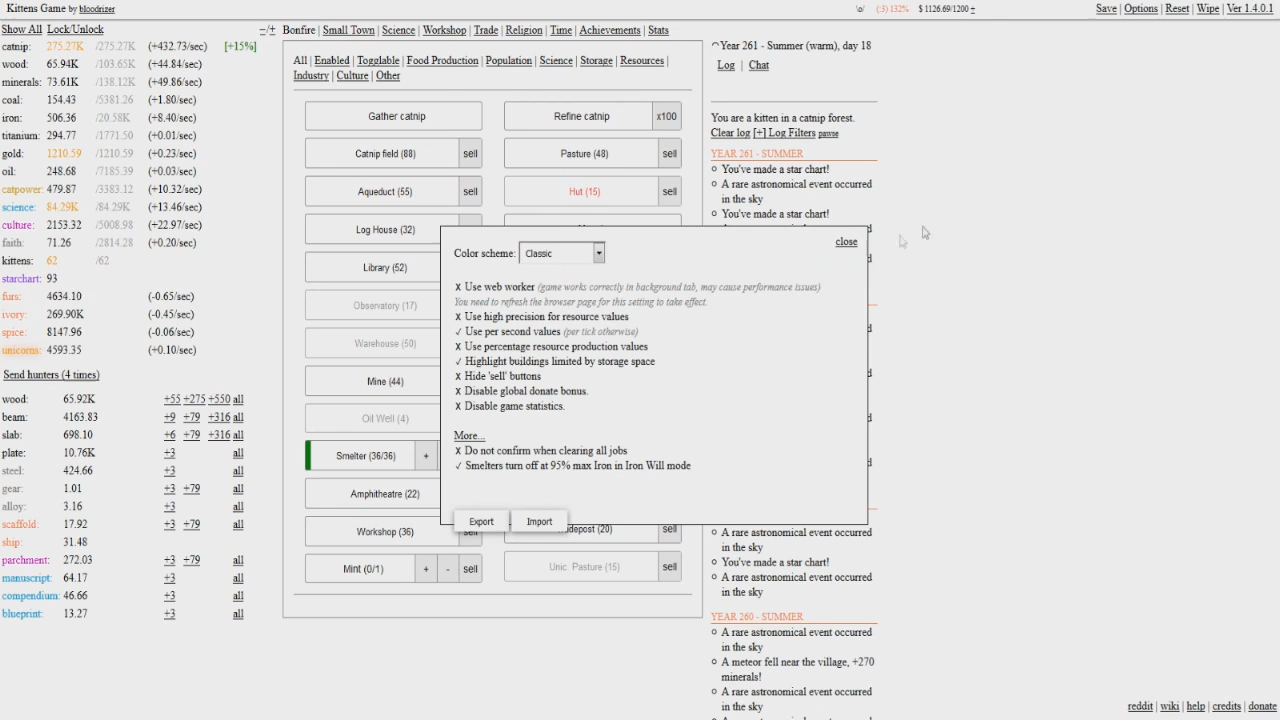 Kittens Game by bloodrizer
\o/ (:3) 132% $ 1126.69/1200 ±
Save | Options | Reset | Wipe | Ver 1.4.0.1
Show All Lock/Unlock −/+
catnip: 275.27K /275.27K (+432.73/sec) [+15%]
wood: 65.94K /103.65K (+44.84/sec)
minerals: 73.61K /138.12K (+49.86/sec)
coal: 154.43 /5381.26 (+1.80/sec)
iron: 506.36 /20.58K (+8.40/sec)
titanium: 294.77 /1771.50 (+0.01/sec)
gold: 1210.59 /1210.59 (+0.23/sec)
oil: 248.68 /7185.39 (+0.03/sec)
catpower: 479.87 /3383.12 (+10.32/sec)
science: 84.29K /84.29K (+13.46/sec)
culture: 2153.32 /5008.98 (+22.97/sec)
faith: 71.26 /2814.28 (+0.20/sec)
kittens: 62 /62
starchart: 93
furs: 4634.10 (-0.65/sec)
ivory: 269.90K (-0.45/sec)
spice: 8147.96 (-0.06/sec)
unicorns: 4593.35 (+0.10/sec)
Send hunters (4 times)
wood: 65.92K +55 +275 +550 all
beam: 4163.83 +9 +79 +316 all
slab: 698.10 +6 +79 +316 all
plate: 10.76K +3 all
steel: 424.66 +3 all
gear: 1.01 +3 +79 all
alloy: 3.16 +3 all
scaffold: 17.92 +3 +79 all
ship: 31.48
parchment: 272.03 +3 +79 all
manuscript: 64.17 +3 all
compendium: 46.66 +3 all
blueprint: 13.27 +3 all
Bonfire | Small Town | Science | Workshop | Trade | Religion | Time | Achievements | Stats
All | Enabled | Togglable | Food Production | Population | Science | Storage | Resources |
Industry | Culture | Other
Gather catnip
Refine catnip x100
Catnip field (88) sell
Pasture (48) sell
Aqueduct (55) sell
Hut (15) sell
Log House (32)
Library (52)
Observatory (17)
Warehouse (50)
Mine (44)
Oil Well (4)
Smelter (36/36) +
Amphitheatre (22)
Workshop (36) sell
(20) sell
Mint (0/1) + - sell
Unic. Pasture (15) sell
close
Color scheme: Classic
✗ Use web worker (game works correctly in background tab, may cause performance issues)
You need to refresh the browser page for this setting to take effect.
✗ Use high precision for resource values
✓ Use per second values (per tick otherwise)
✗ Use percentage resource production values
✓ Highlight buildings limited by storage space
✗ Hide 'sell' buttons
✗ Disable global donate bonus.
✗ Disable game statistics.
More...
✗ Do not confirm when clearing all jobs
✓ Smelters turn off at 95% max Iron in Iron Will mode
Export
Import
Year 261 - Summer (warm), day 18
Log | Chat
You are a kitten in a catnip forest.
Clear log [+] Log Filters pawse
YEAR 261 - SUMMER
You've made a star chart!
A rare astronomical event occurred
in the sky
You've made a star chart!
A rare astronomical event occurred
in the sky
You've made a star chart!
A rare astronomical event occurred
in the sky
YEAR 260 - SUMMER
A rare astronomical event occurred
in the sky
A meteor fell near the village, +270
minerals!
A rare astronomical event occurred
in the sky
reddit | wiki | help | credits | donate